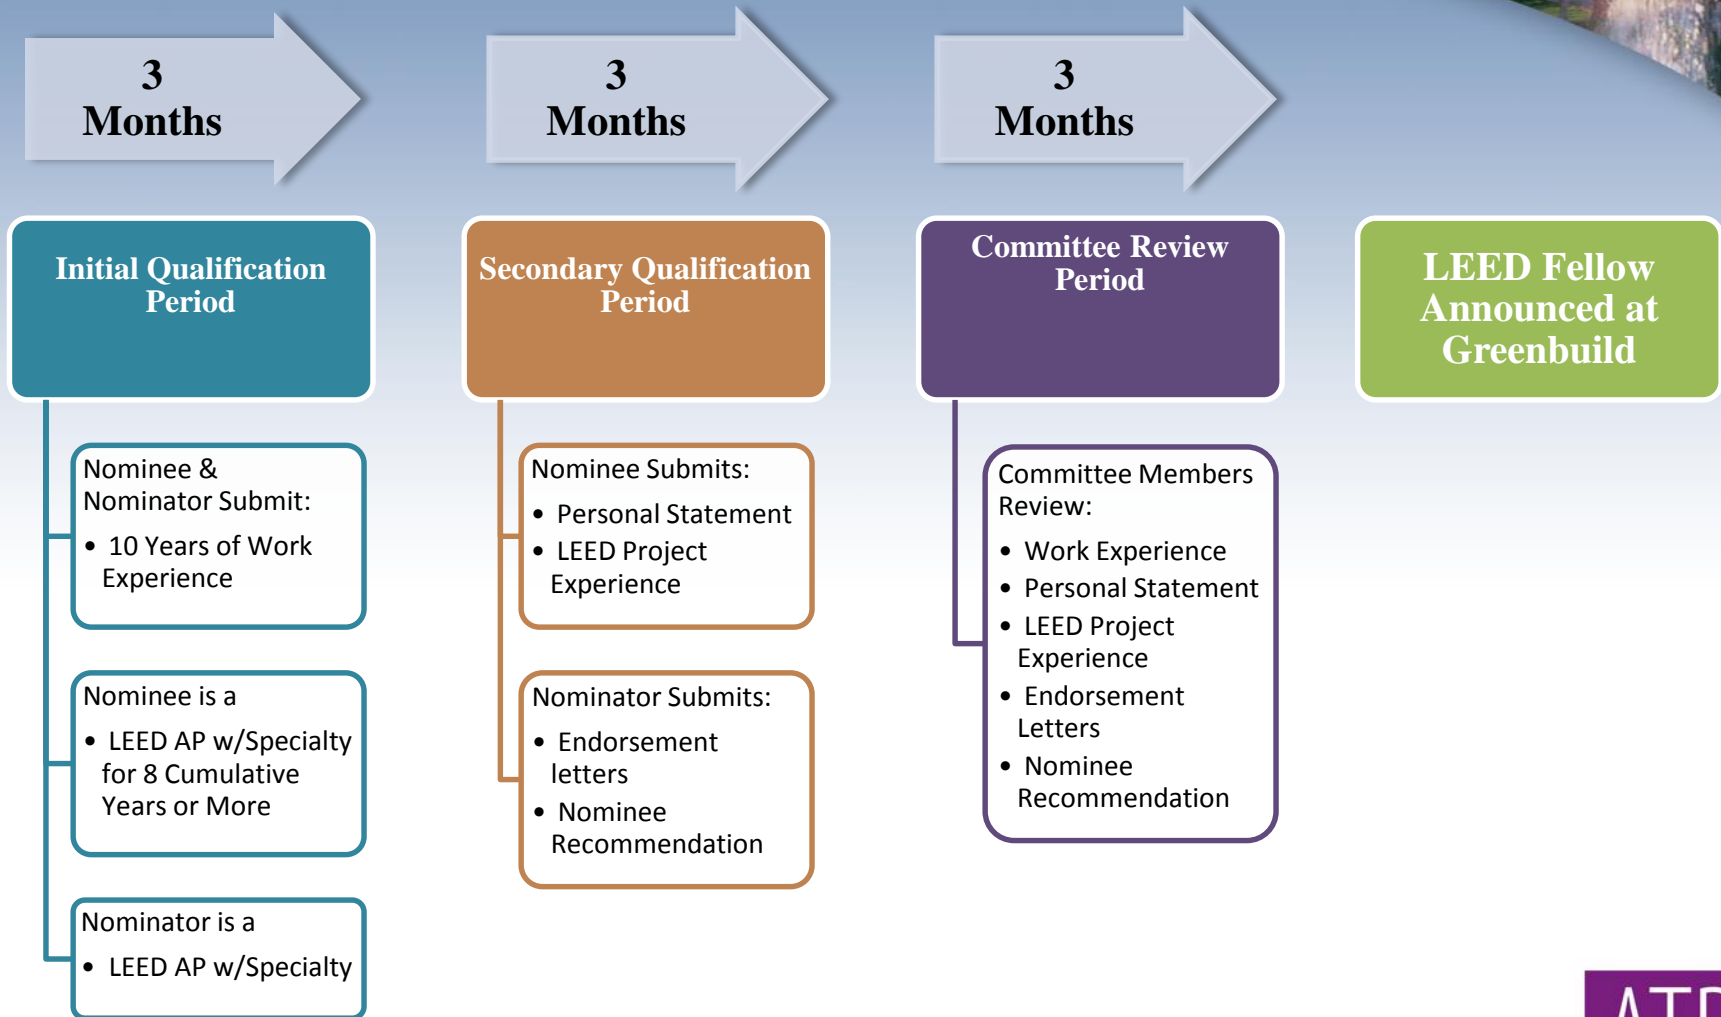 3
Months
3
Months
3
Months
Initial Qualification
Period
Secondary Qualification
Period
Committee Review
Period
LEED Fellow
Announced at
Greenbuild
Nominee &
Nominator Submit:
• 10 Years of Work
Experience
Nominee is a
• LEED AP w/Specialty
for 8 Cumulative
Years or More
Nominator is a
• LEED AP w/Specialty
Nominee Submits:
• Personal Statement
• LEED Project
Experience
Nominator Submits:
• Endorsement
letters
• Nominee
Recommendation
Committee Members
Review:
• Work Experience
• Personal Statement
• LEED Project
Experience
• Endorsement
Letters
• Nominee
Recommendation